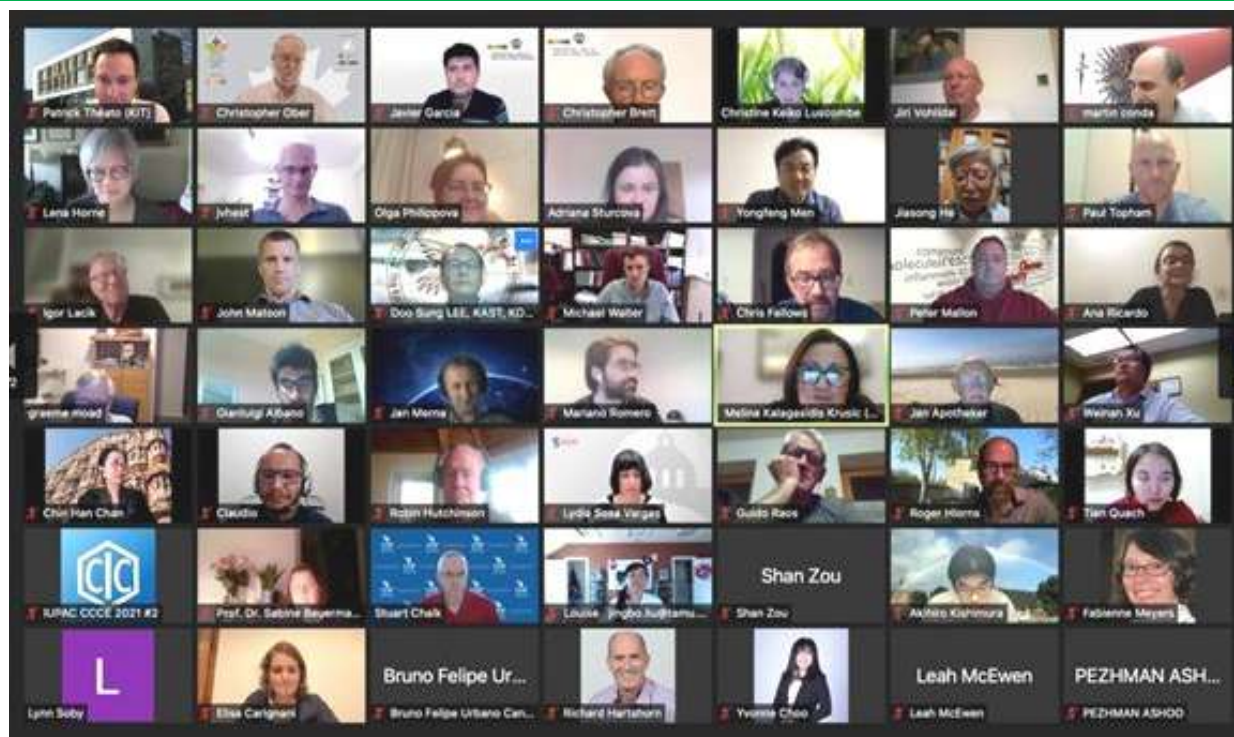 Patrick Theato (KIT)
Christopher Ober
Javier Garcia
Christopher Brett
Christine Keiko Luscombe
Jiri Vohlidal
martin conda
Lena Horne
jvhest
Olga Philippova
Adriana Sturcova
Yongfeng Men
Jiasong He
Paul Topham
Igor Lacik
John Matson
Doo Sung LEE, KAST, KO...
Michael Walter
Chris Fellows
Peter Mallon
Ana Ricardo
graeme moad
Gianluigi Albano
Jan Merna
Mariano Romero
Melina Kalagasidis Krusic (...
Jan Apotheker
Weinan Xu
Chin Han Chan
Claudio
Robin Hutchinson
Lydia Sosa Vargas
Guido Raos
Roger Hiorns
Tian Quach
CCC
IUPAC CCCE 2021 #2
Prof. Dr. Sabine Beuerma...
Stuart Chalk
Louise
jingbo.liu@tamu...
Shan Zou
Shan Zou
Akihiro Kishimura
Fabienne Meyers
L
Lynn Soby
Elisa Carignani
Bruno Felipe Ur...
Bruno Felipe Urbano Can...
Richard Hartshorn
Yvonne Choo
Leah McEwen
Leah McEwen
PEZHMAN ASH...
PEZHMAN ASHOO